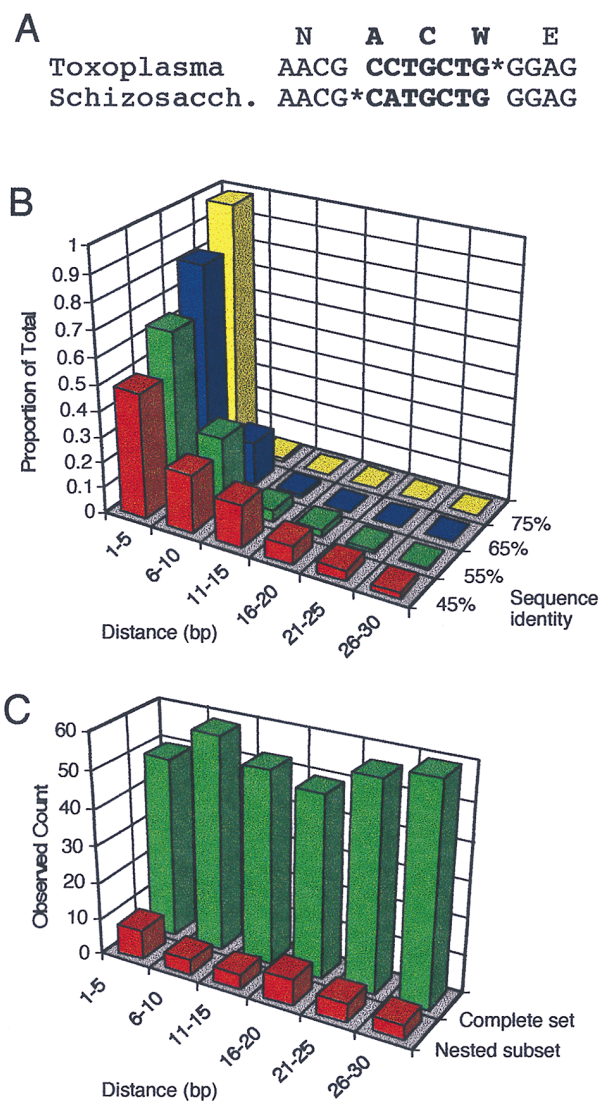 A
N A C W E
Toxoplasma AACG CCTGCTG*GGAG
Schizosacch. AACG*CATGCTG GGAG
B
Proportion of Total
1
0.9
0.8
0.7
0.6
0.5
0.4
0.3
0.2
0.1
0
1-5
6-10
11-15
16-20
21-25
26-30
Distance (bp)
75%
65%
55%
45%
Sequence
identity
C
Observed Count
60
50
40
30
20
10
0
1-5
6-10
11-15
16-20
21-25
26-30
Distance (bp)
Complete set
Nested subset